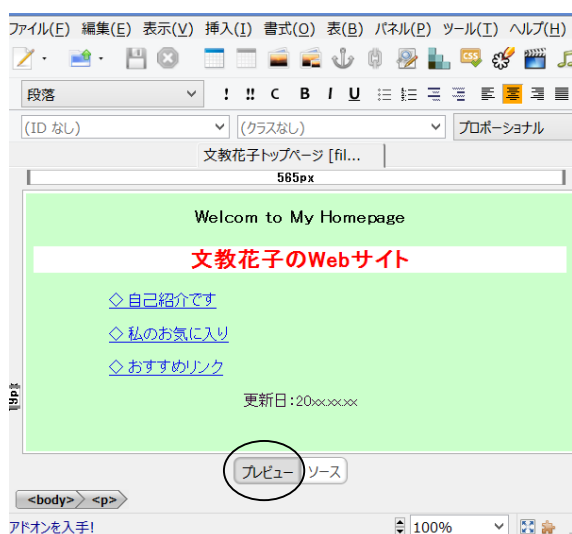 ファイル(F) 編集(E) 表示(V) 挿入(I) 書式(O) 表(B) パネル(P) ツール(T) ヘルプ(H)
段落 ! !! C B I U
(ID なし) (クラスなし) プロポーショナル
文教花子トップページ [fil...
565px
Welcom to My Homepage
文教花子のWebサイト
◇自己紹介です
◇私のお気に入り
◇おすすめリンク
更新日:20xx.xx.xx
プレビュー ソース
<body> <p>
アドオンを入手! 100%